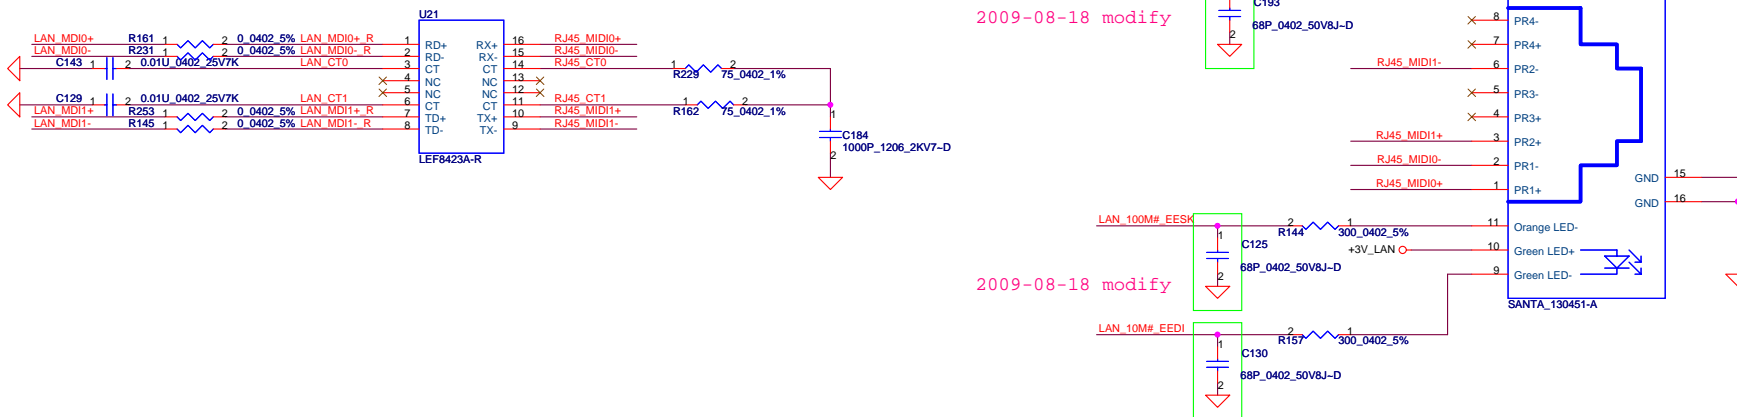 U21
LAN_MDI0+ R161 1 2 0_0402_5% LAN_MDI0+_R 1 RD+ RX+ 16 RJ45_MIDI0+
LAN_MDI0- R231 1 2 0_0402_5% LAN_MDI0-_R 2 RD- RX- 15 RJ45_MIDI0-
C143 1 2 0.01U_0402_25V7K LAN_CT0 3 CT CT 14 RJ45_CT0
4 NC NC 13
5 NC NC 12
C129 1 2 0.01U_0402_25V7K LAN_CT1 6 CT CT 11 RJ45_CT1
LAN_MDI1+ R253 1 2 0_0402_5% LAN_MDI1+_R 7 TD+ TX+ 10 RJ45_MIDI1+
LAN_MDI1- R145 1 2 0_0402_5% LAN_MDI1-_R 8 TD- TX- 9 RJ45_MIDI1-
LEF8423A-R
1 2
R229 75_0402_1%
1 2
R162 75_0402_1%
1
C184
1000P_1206_2KV7~D
2
2009-08-18 modify
C193
68P_0402_50V8J~D
2
8 PR4-
7 PR4+
RJ45_MIDI1- 6 PR2-
5 PR3-
4 PR3+
RJ45_MIDI1+ 3 PR2+
RJ45_MIDI0- 2 PR1-
RJ45_MIDI0+ 1 PR1+
GND 15
GND 16
LAN_100M#_EESK 2 1 11 Orange LED-
R144 300_0402_5%
1
C125
68P_0402_50V8J~D
2
+3V_LAN 10 Green LED+
9 Green LED-
SANTA_130451-A
2009-08-18 modify
LAN_10M#_EEDI 2 1
R157 300_0402_5%
1
C130
68P_0402_50V8J~D
2